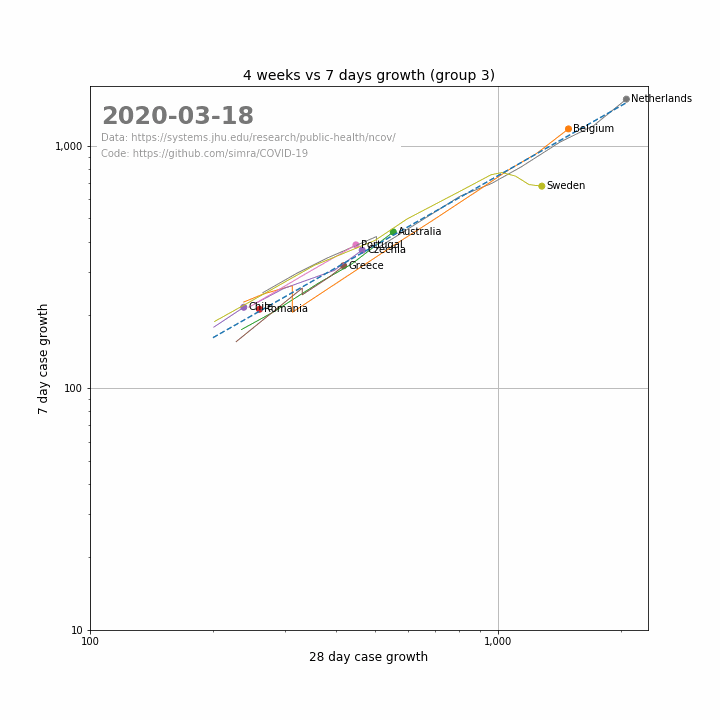 4 weeks vs 7 days growth (group 3)
2020-03-18
Data: https://systems.jhu.edu/research/public-health/ncov/
Code: https://github.com/simra/COVID-19
Netherlands
1,000
Belgium
Sweden
Australia
Portugal
Czechia
Greece
Chile
Romania
7 day case growth
100
10
100
1,000
28 day case growth